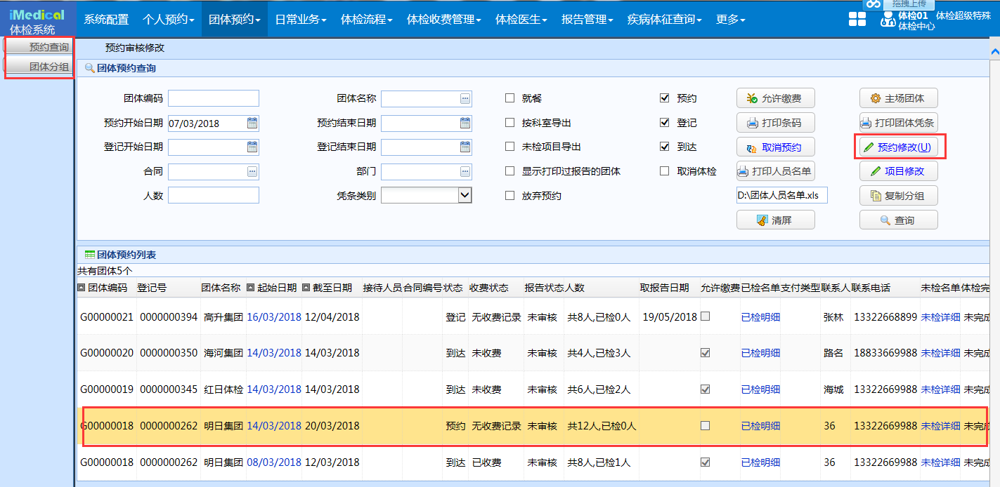 iMedical
体检系统
系统配置 个人预约 团体预约 日常业务 体检流程 体检收费管理 体检医生 报告管理 疾病体征查询 更多
拖拽上传
体检01 体检超级特殊
体检中心
预约查询
团体分组
预约审核修改
团体预约查询
团体编码 团体名称 就餐 预约 允许缴费 主场团体
预约开始日期 07/03/2018 预约结束日期 按科室导出 登记 打印条码 打印团体凭条
登记开始日期 登记结束日期 未检项目导出 到达 取消预约 预约修改(U)
合同 部门 显示打印过报告的团体 取消体检 打印人员名单 项目修改
人数 凭条类别 放弃预约 D:\团体人员名单.xls 复制分组
清屏 查询
团体预约列表
共有团体5个
团体编码 登记号 团体名称 起始日期 截至日期 接待人员 合同编号 状态 收费状态 报告状态 人数 取报告日期 允许缴费 已检名单 支付类型 联系人 联系电话 未检名单 体检完
G00000021 0000000394 高升集团 16/03/2018 12/04/2018 登记 无收费记录 未审核 共8人,已检0人 19/05/2018 已检明细 张林 13322668899 未检详细 未完成
G00000020 0000000350 海河集团 14/03/2018 14/03/2018 到达 未收费 未审核 共4人,已检3人 已检明细 路名 18833669988 未检详细 未完成
G00000019 0000000345 红日体检 14/03/2018 14/03/2018 到达 未收费 未审核 共6人,已检2人 已检明细 海城 13322669988 未检详细 未完成
G00000018 0000000262 明日集团 14/03/2018 20/03/2018 预约 无收费记录 未审核 共12人,已检0人 已检明细 36 13322669988 未检详细 未完成
G00000018 0000000262 明日集团 08/03/2018 12/03/2018 到达 已收费 未审核 共8人,已检1人 已检明细 36 13322669988 未检详细 未完成